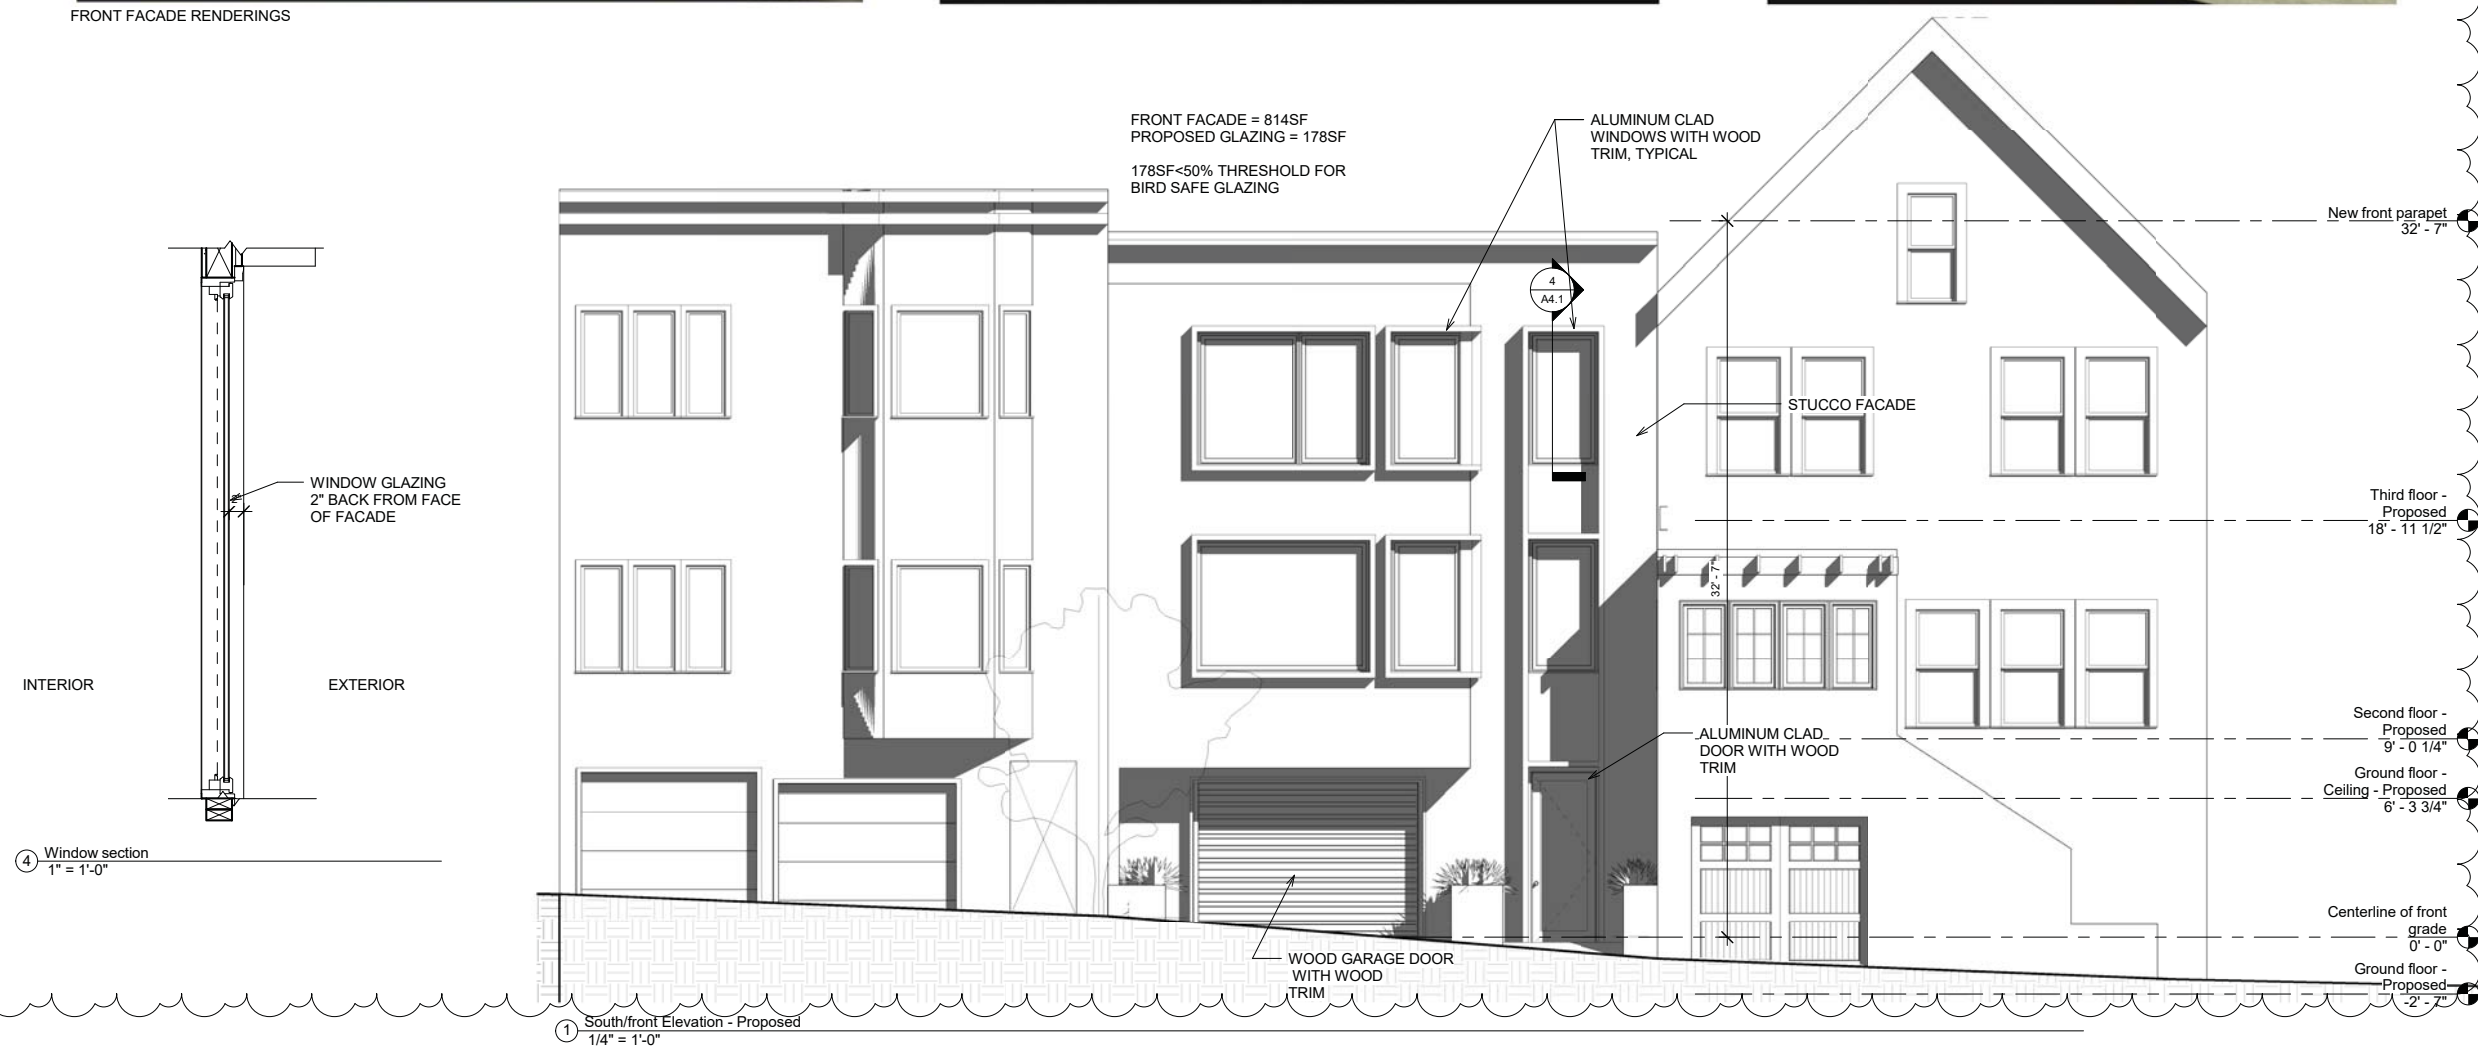 FRONT FACADE RENDERINGS
FRONT FACADE = 814SF
PROPOSED GLAZING = 178SF
178SF<50% THRESHOLD FOR
BIRD SAFE GLAZING
ALUMINUM CLAD
WINDOWS WITH WOOD
TRIM, TYPICAL
New front parapet
32' - 7"
4
A4.1
STUCCO FACADE
WINDOW GLAZING
2" BACK FROM FACE
OF FACADE
2"
Third floor -
Proposed
18' - 11 1/2"
32' - 7"
INTERIOR
EXTERIOR
Second floor -
Proposed
9' - 0 1/4"
ALUMINUM CLAD
DOOR WITH WOOD
TRIM
Ground floor -
Ceiling - Proposed
6' - 3 3/4"
4
Window section
1" = 1'-0"
Centerline of front
grade
0' - 0"
WOOD GARAGE DOOR
WITH WOOD
TRIM
Ground floor -
Proposed
-2' - 7"
1
South/front Elevation - Proposed
1/4" = 1'-0"